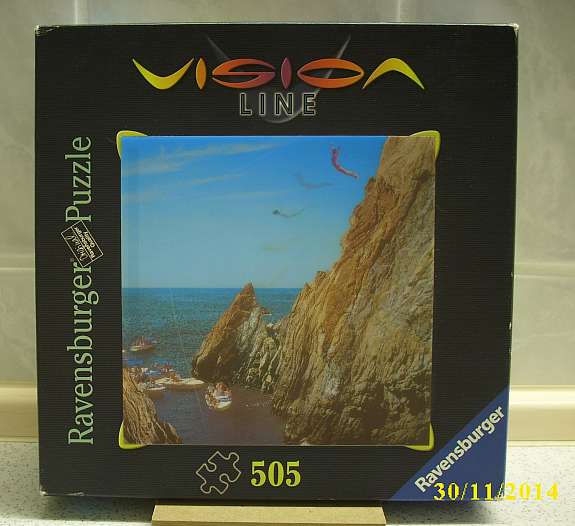 VISION
LINE
Ravensburger® Puzzle
505
Ravensburger
30/11/2014